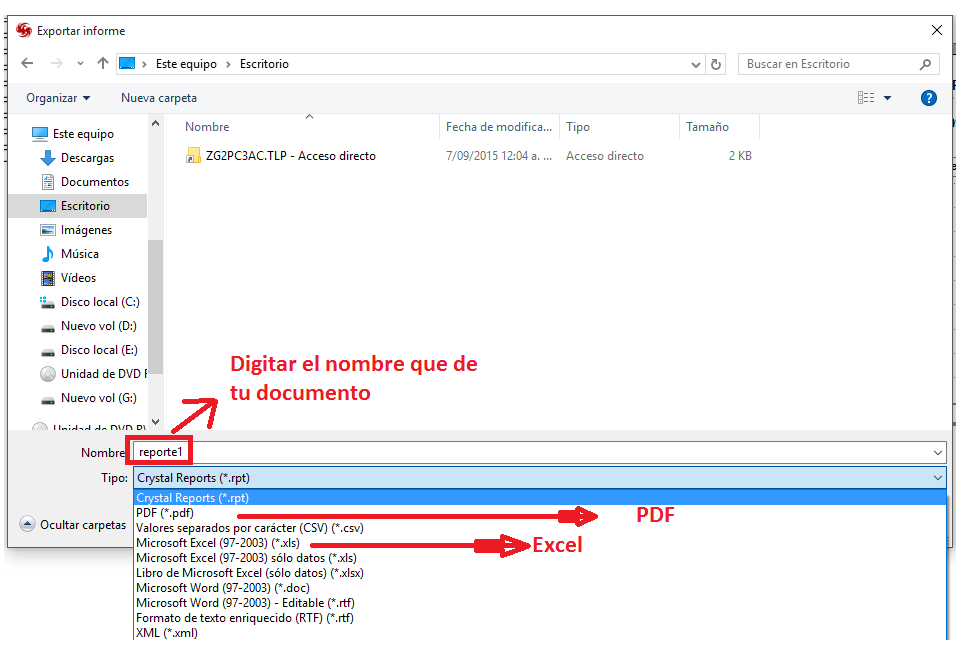 Exportar informe
Este equipo
Escritorio
Buscar en Escritorio
Organizar
Nueva carpeta
?
Nombre
Fecha de modifica...
Tipo
Tamaño
ZG2PC3AC.TLP - Acceso directo
7/09/2015 12:04 a. ...
Acceso directo
2 KB
Este equipo
Descargas
Documentos
Escritorio
Imágenes
Música
Vídeos
Disco local (C:)
Nuevo vol (D:)
Disco local (E:)
Unidad de DVD
Nuevo vol (G:)
Unidad de DVD
Digitar el nombre que de
tu documento
Nombre
reporte1
Tipo:
Crystal Reports (*.rpt)
Crystal Reports (*.rpt)
PDF (*.pdf)
PDF
Valores separados por carácter (CSV) (*.csv)
Microsoft Excel (97-2003) (*.xls)
Excel
Microsoft Excel (97-2003) sólo datos (*.xls)
Libro de Microsoft Excel (sólo datos) (*.xlsx)
Microsoft Word (97-2003) (*.doc)
Microsoft Word (97-2003) - Editable (*.rtf)
Formato de texto enriquecido (RTF) (*.rtf)
XML (*.xml)
Ocultar carpetas